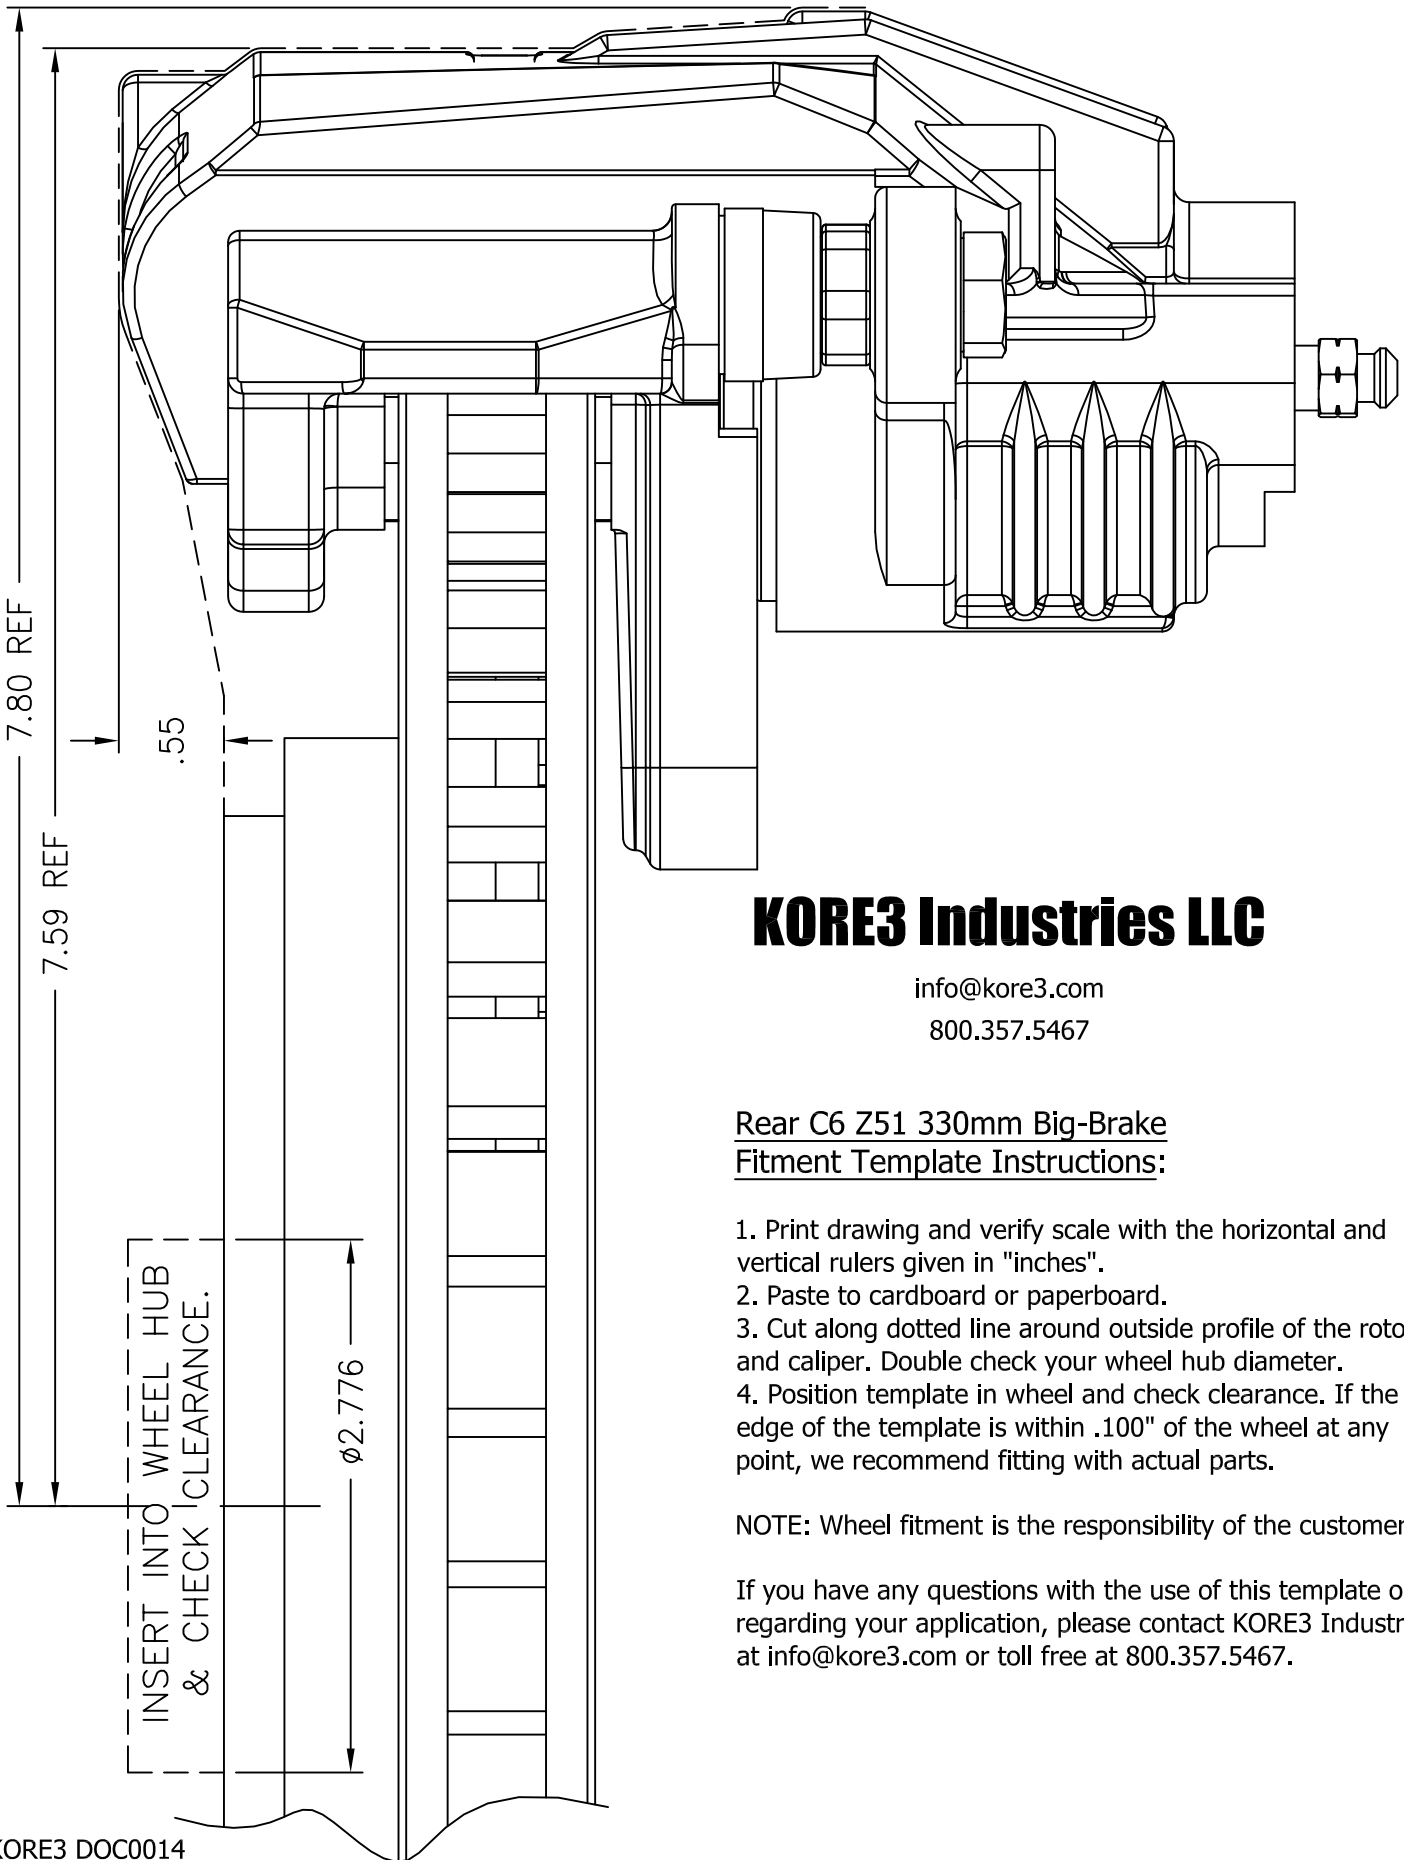 7.80 REF
7.59 REF
.55
KORE3 Industries LLC
info@kore3.com
800.357.5467
Rear C6 Z51 330mm Big-Brake
Fitment Template Instructions:
1. Print drawing and verify scale with the horizontal and
vertical rulers given in "inches".
2. Paste to cardboard or paperboard.
3. Cut along dotted line around outside profile of the roto
and caliper. Double check your wheel hub diameter.
4. Position template in wheel and check clearance. If the
edge of the template is within .100" of the wheel at any
point, we recommend fitting with actual parts.
NOTE: Wheel fitment is the responsibility of the customer
If you have any questions with the use of this template o
regarding your application, please contact KORE3 Industr
at info@kore3.com or toll free at 800.357.5467.
INSERT INTO WHEEL HUB
& CHECK CLEARANCE.
⌀2.776
KORE3 DOC0014